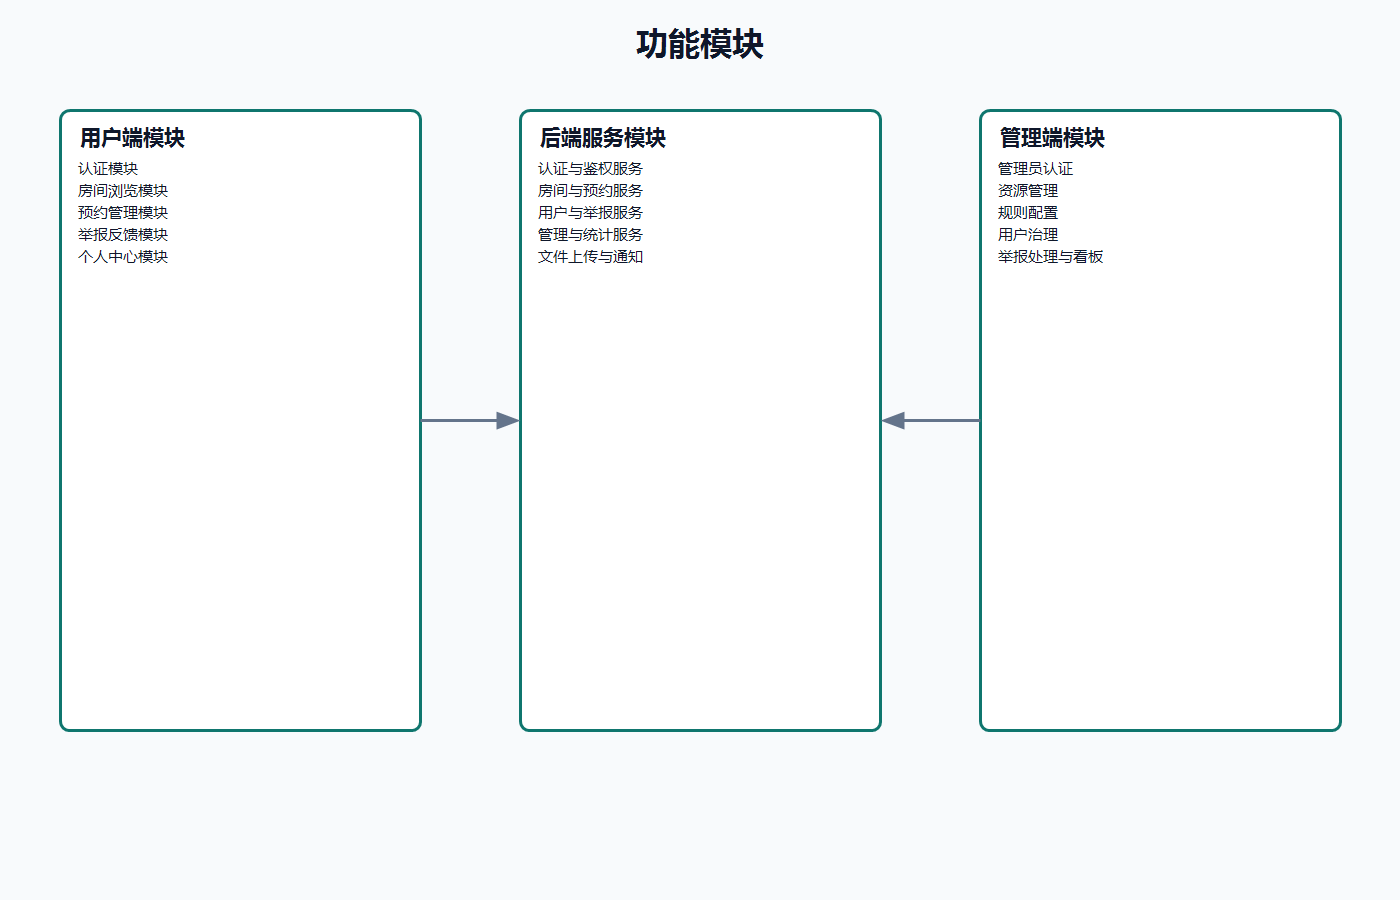 功能模块
用户端模块
认证模块
房间浏览模块
预约管理模块
举报反馈模块
个人中心模块
后端服务模块
认证与鉴权服务
房间与预约服务
用户与举报服务
管理与统计服务
文件上传与通知
管理端模块
管理员认证
资源管理
规则配置
用户治理
举报处理与看板